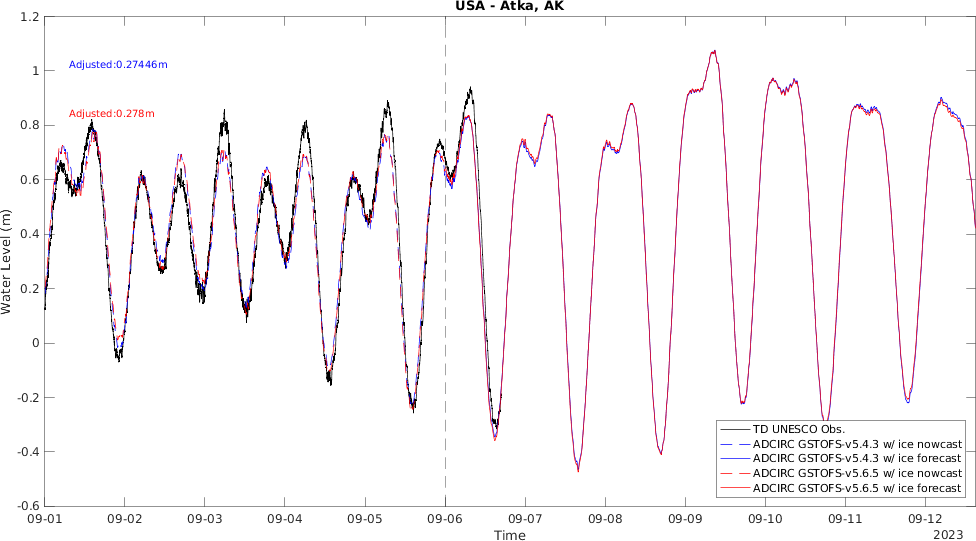 USA - Atka, AK
1.2
1
0.8
0.6
0.4
0.2
0
-0.2
-0.4
-0.6
Water Level (m)
Adjusted:0.27446m
Adjusted:0.278m
TD UNESCO Obs.
ADCIRC GSTOFS-v5.4.3 w/ ice nowcast
ADCIRC GSTOFS-v5.4.3 w/ ice forecast
ADCIRC GSTOFS-v5.6.5 w/ ice nowcast
ADCIRC GSTOFS-v5.6.5 w/ ice forecast
09-01 09-02 09-03 09-04 09-05 09-06 09-07 09-08 09-09 09-10 09-11 09-12
Time
2023